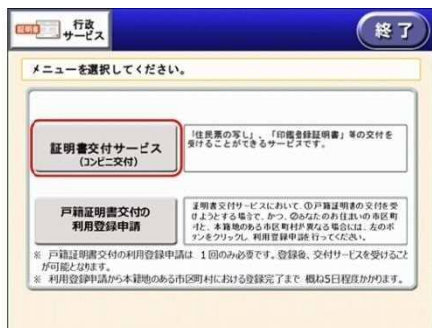 証明書
行政
サービス
終了
メニューを選択してください。
証明書交付サービス
(コンビニ交付)
「住民票の写し」、「印鑑登録証明書」等の交付を
受けることができるサービスです。
戸籍証明書交付の
利用登録申請
証明書交付サービスにおいて、①戸籍証明書の交付を受
けようとする場合で、かつ、②あなたのお住まいの市区町
村と、本籍地のある市区町村が異なる場合には、左のボ
タンをクリックし、利用登録申請を行ってください。
※ 戸籍証明書交付の利用登録申請は、1回のみ必要です。登録後、交付サービスを受けること
が可能となります。
※ 利用登録申請から本籍地のある市区町村における登録完了まで 概ね5日程度かかります。